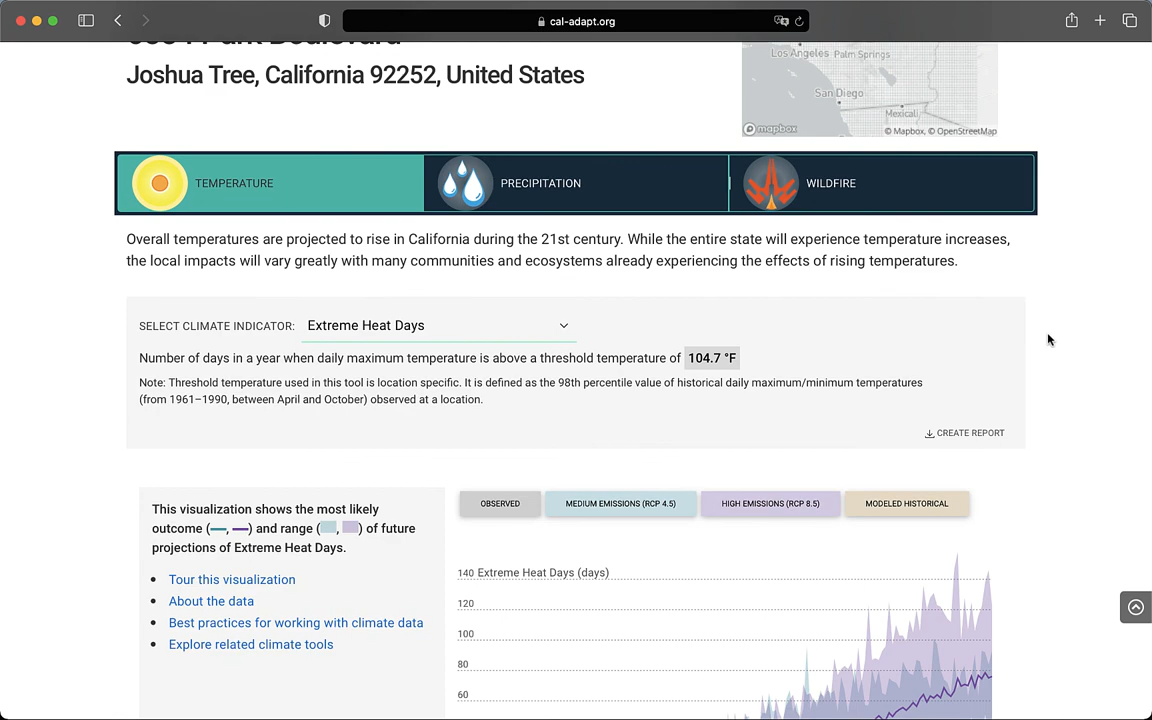 cal-adapt.org
Joshua Tree, California 92252, United States
Los Angeles
Palm Springs
San Diego
Mexicali
mapbox
© Mapbox, © OpenStreetMap
TEMPERATURE
PRECIPITATION
WILDFIRE
Overall temperatures are projected to rise in California during the 21st century. While the entire state will experience temperature increases,
the local impacts will vary greatly with many communities and ecosystems already experiencing the effects of rising temperatures.
SELECT CLIMATE INDICATOR: Extreme Heat Days
Number of days in a year when daily maximum temperature is above a threshold temperature of 104.7 °F
Note: Threshold temperature used in this tool is location specific. It is defined as the 98th percentile value of historical daily maximum/minimum temperatures
(from 1961–1990, between April and October) observed at a location.
CREATE REPORT
This visualization shows the most likely
outcome ( , ) and range ( , ) of future
projections of Extreme Heat Days.
Tour this visualization
About the data
Best practices for working with climate data
Explore related climate tools
OBSERVED
MEDIUM EMISSIONS (RCP 4.5)
HIGH EMISSIONS (RCP 8.5)
MODELED HISTORICAL
140 Extreme Heat Days (days)
120
100
80
60